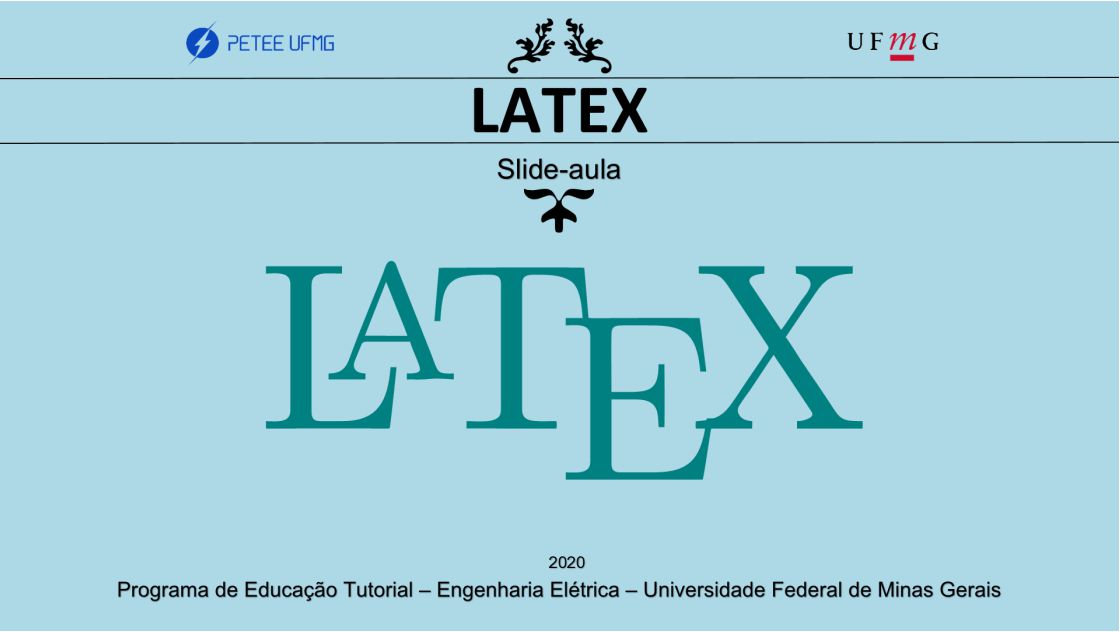 PETEE UFMG
UFmG
LATEX
Slide-aula
LATEX
2020
Programa de Educação Tutorial – Engenharia Elétrica – Universidade Federal de Minas Gerais